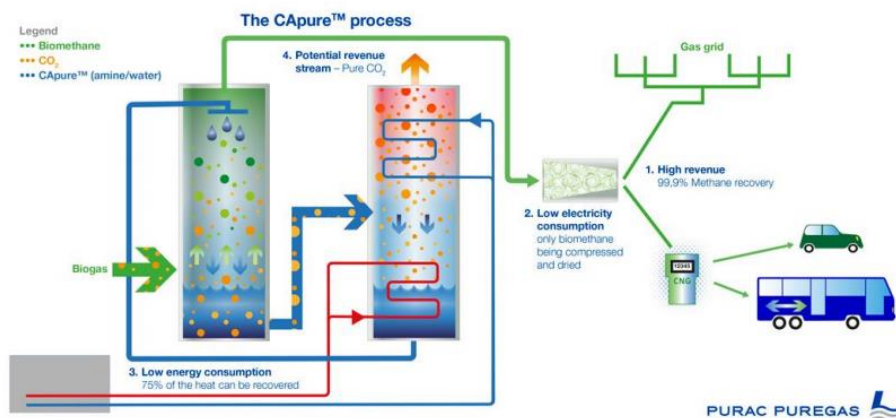 The CApure™ process
Legend
Biomethane
CO₂
CApure™ (amine/water)
4. Potential revenue
stream – Pure CO₂
Gas grid
1. High revenue
99,9% Methane recovery
2. Low electricity
consumption
only biomethane
being compressed
and dried
Biogas
12345
CNG
3. Low energy consumption
75% of the heat can be recovered
PURAC PUREGAS